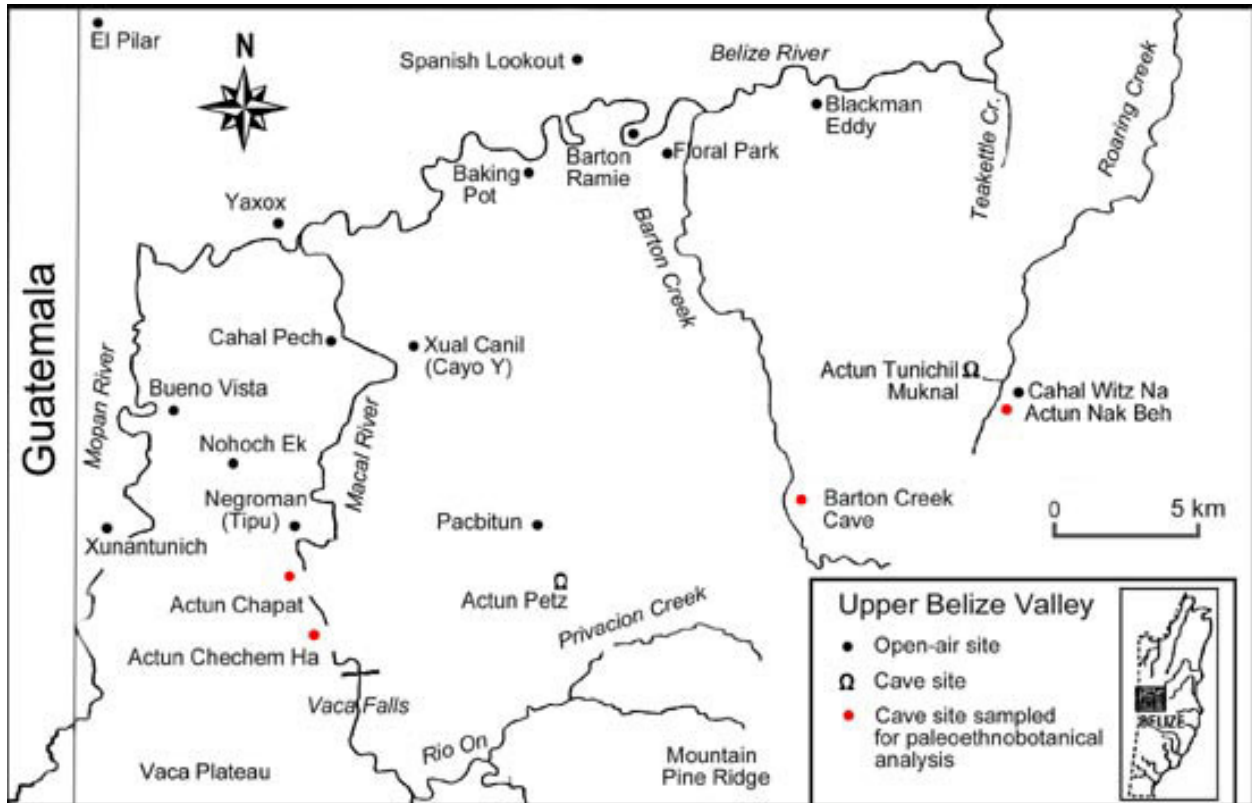 El Pilar
N
Spanish Lookout
Belize River
Blackman
Eddy
Teakettle Cr.
Roaring Creek
Barton
Ramie
Floral Park
Baking
Pot
Yaxox
Barton Creek
Guatemala
Mopan River
Cahal Pech
Xual Canil
(Cayo Y)
Macal River
Bueno Vista
Nohoch Ek
Negroman
(Tipu)
Xunantunich
Pacbitun
Actun Tunichil
Muknal
Cahal Witz Na
Actun Nak Beh
Barton Creek
Cave
0 5 km
Actun Chapat
Actun Petz
Privacion Creek
Actun Chechem Ha
Vaca Falls
Rio On
Vaca Plateau
Mountain
Pine Ridge
Upper Belize Valley
Open-air site
Ω Cave site
Cave site sampled
for paleoethnobotanical
analysis
BELIZE